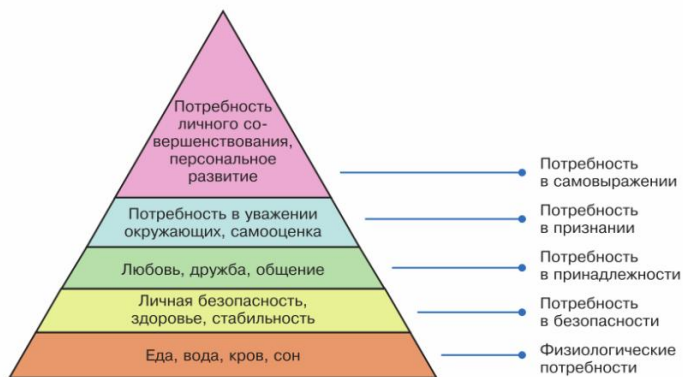 Потребность
личного со-
вершенствования,
персональное
развитие
Потребность
в самовыражении
Потребность в уважении
окружающих, самооценка
Потребность
в признании
Любовь, дружба, общение
Потребность
в принадлежности
Личная безопасность,
здоровье, стабильность
Потребность
в безопасности
Еда, вода, кров, сон
Физиологические
потребности